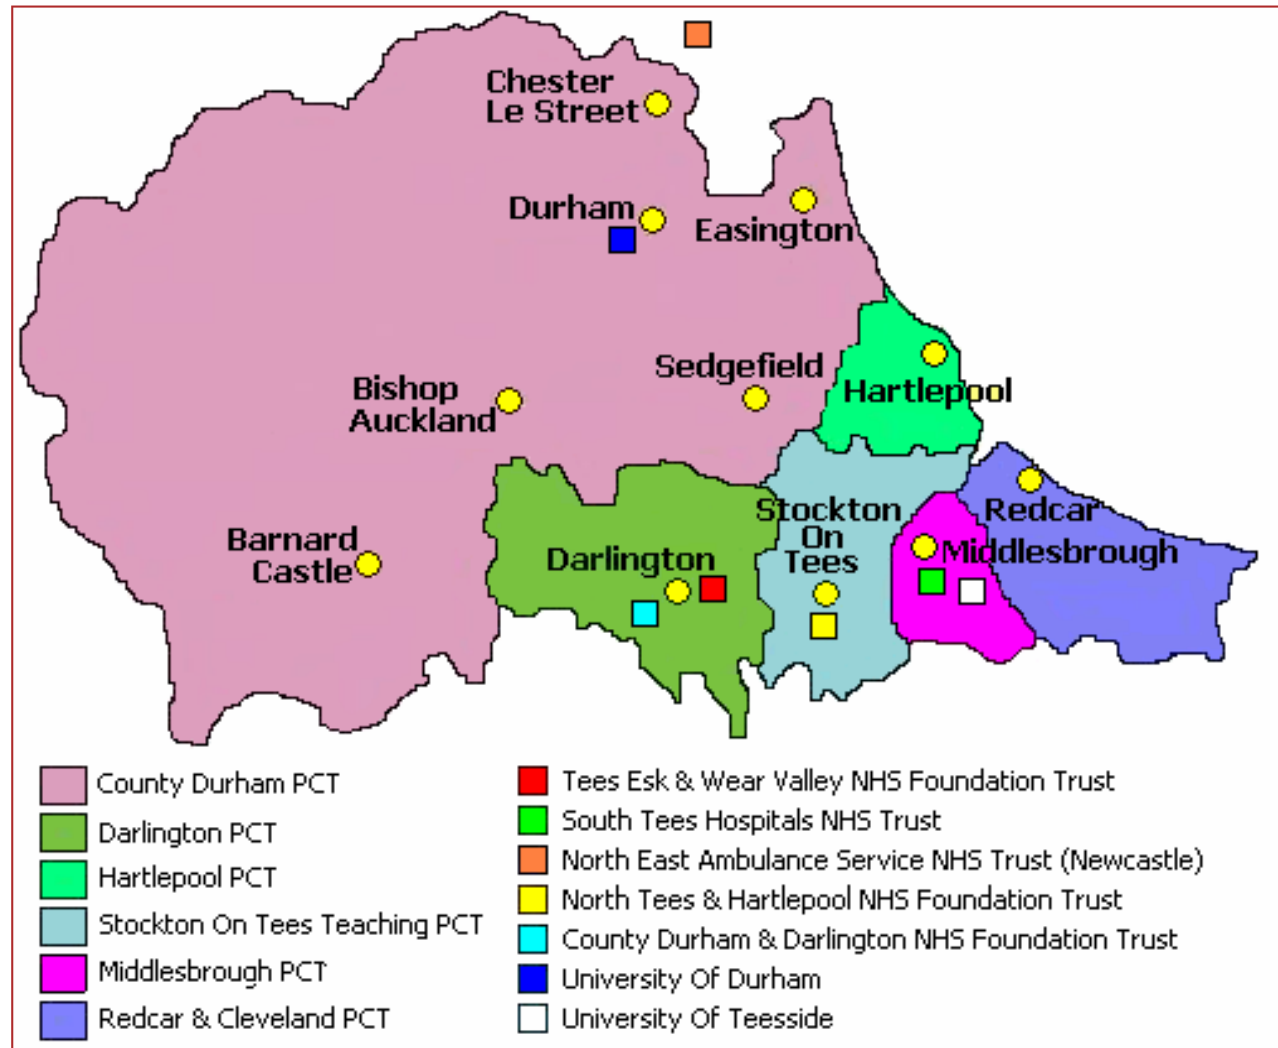 Chester
Le Street
Durham
Easington
Sedgefield
Hartlepool
Bishop
Auckland
Stockton
On
Tees
Redcar
Middlesbrough
Barnard
Castle
Darlington
County Durham PCT
Darlington PCT
Hartlepool PCT
Stockton On Tees Teaching PCT
Middlesbrough PCT
Redcar & Cleveland PCT
Tees Esk & Wear Valley NHS Foundation Trust
South Tees Hospitals NHS Trust
North East Ambulance Service NHS Trust (Newcastle)
North Tees & Hartlepool NHS Foundation Trust
County Durham & Darlington NHS Foundation Trust
University Of Durham
University Of Teesside